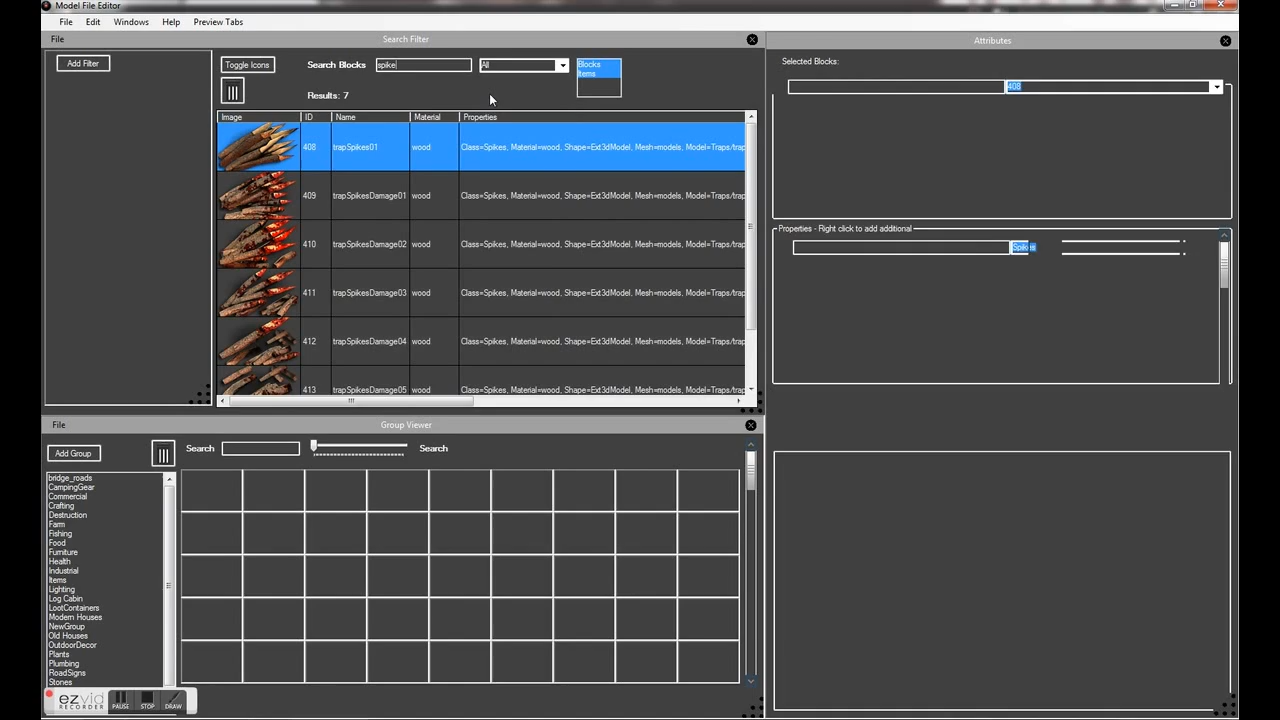 Model File Editor
File Edit Windows Help Preview Tabs
File Search Filter
Add Filter
Toggle Icons Search Blocks spike All Blocks
Items
Results: 7
Image ID Name Material Properties
408 trapSpikes01 wood Class=Spikes, Material=wood, Shape=Ext3dModel, Mesh=models, Model=Traps/trap
409 trapSpikesDamage01 wood Class=Spikes, Material=wood, Shape=Ext3dModel, Mesh=models, Model=Traps/trap
410 trapSpikesDamage02 wood Class=Spikes, Material=wood, Shape=Ext3dModel, Mesh=models, Model=Traps/trap
411 trapSpikesDamage03 wood Class=Spikes, Material=wood, Shape=Ext3dModel, Mesh=models, Model=Traps/trap
412 trapSpikesDamage04 wood Class=Spikes, Material=wood, Shape=Ext3dModel, Mesh=models, Model=Traps/trap
413 trapSpikesDamage05 wood Class=Spikes, Material=wood, Shape=Ext3dModel, Mesh=models, Model=Traps/trap
Attributes
Selected Blocks:
408
Properties - Right click to add additional
Spikes
File Group Viewer
Add Group Search Search
bridge_roads
CampingGear
Commercial
Crafting
Destruction
Farm
Fishing
Food
Furniture
Health
Industrial
Items
Lighting
Log Cabin
LootContainers
Modern Houses
NewGroup
Old Houses
OutdoorDecor
Plants
Plumbing
RoadSigns
Stones
ezvid
RECORDER
PAUSE STOP DRAW